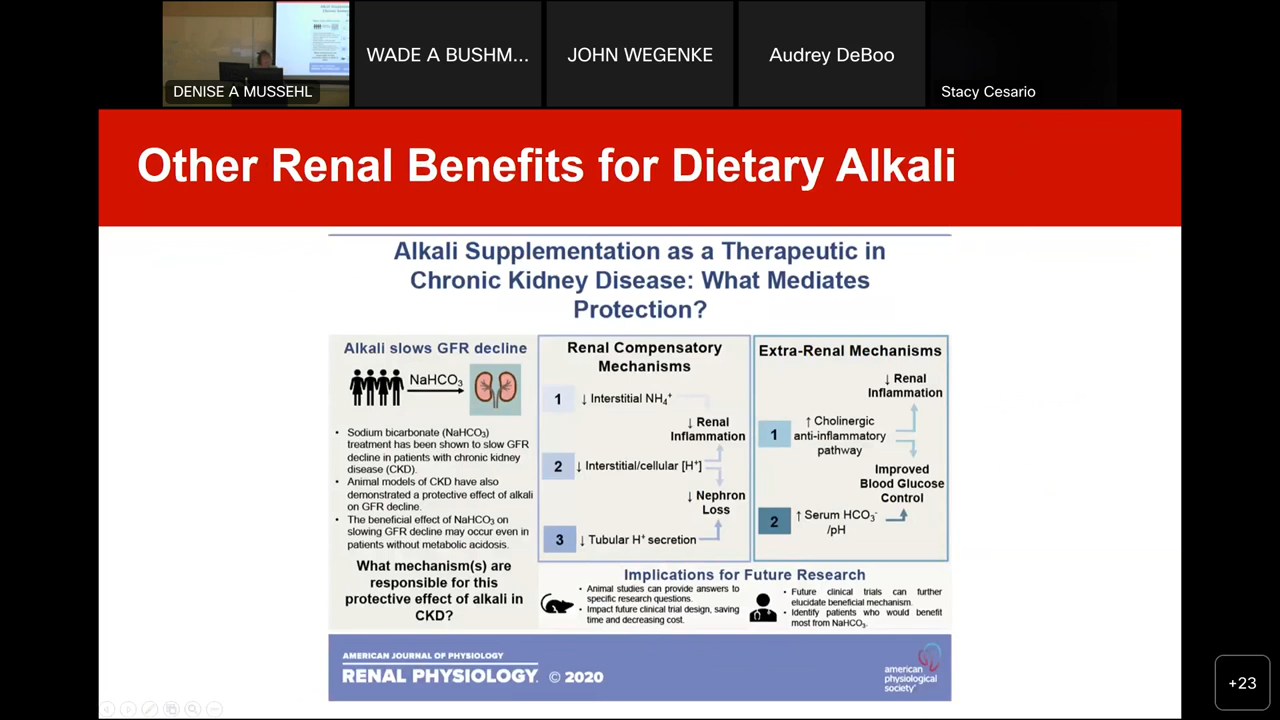 DENISE A MUSSEHL
WADE A BUSHM...
JOHN WEGENKE
Audrey DeBoo
Stacy Cesario
Other Renal Benefits for Dietary Alkali
Alkali Supplementation as a Therapeutic in
Chronic Kidney Disease: What Mediates
Protection?
Alkali slows GFR decline
NaHCO₃
• Sodium bicarbonate (NaHCO₃)
treatment has been shown to slow GFR
decline in patients with chronic kidney
disease (CKD).
• Animal models of CKD have also
demonstrated a protective effect of alkali
on GFR decline.
• The beneficial effect of NaHCO₃ on
slowing GFR decline may occur even in
patients without metabolic acidosis.
What mechanism(s) are
responsible for this
protective effect of alkali in
CKD?
Renal Compensatory
Mechanisms
1 ↓ Interstitial NH₄⁺
↓ Renal
Inflammation
2 ↓ Interstitial/cellular [H⁺]
↓ Nephron
Loss
3 ↓ Tubular H⁺ secretion
Extra-Renal Mechanisms
↓ Renal
Inflammation
1 ↑ Cholinergic
anti-inflammatory
pathway
Improved
Blood Glucose
Control
2 ↑ Serum HCO₃⁻
/pH
Implications for Future Research
• Animal studies can provide answers to
specific research questions.
• Impact future clinical trial design, saving
time and decreasing cost.
• Future clinical trials can further
elucidate beneficial mechanism.
• Identify patients who would benefit
most from NaHCO₃.
AMERICAN JOURNAL OF PHYSIOLOGY
RENAL PHYSIOLOGY. © 2020
american
physiological
society
+23